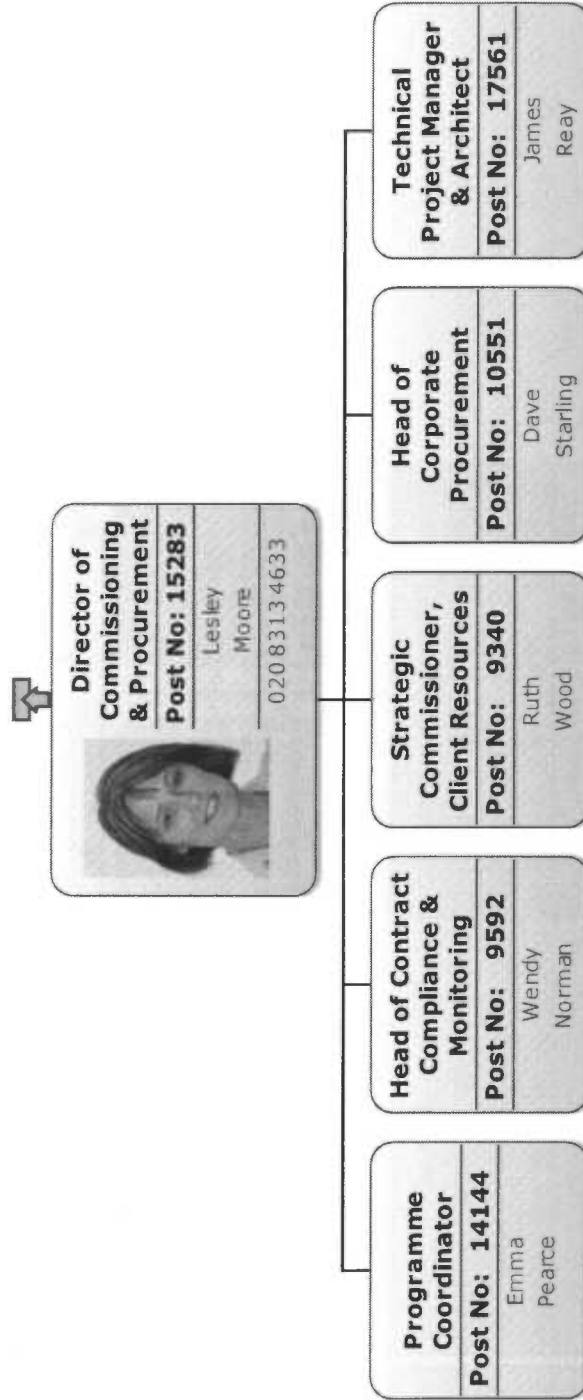 Director of
Commissioning
& Procurement
Post No: 15283
Lesley
Moore
020 8313 4633
Programme
Coordinator
Post No: 14144
Emma
Pearce
Head of Contract
Compliance &
Monitoring
Post No: 9592
Wendy
Norman
Strategic
Commissioner,
Client Resources
Post No: 9340
Ruth
Wood
Head of
Corporate
Procurement
Post No: 10551
Dave
Starling
Technical
Project Manager
& Architect
Post No: 17561
James
Reay